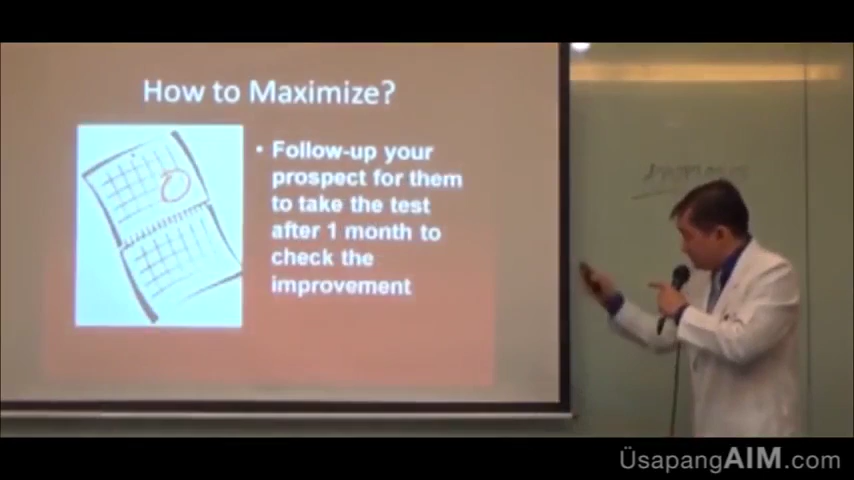 How to Maximize?
• Follow-up your
prospect for them
to take the test
after 1 month to
check the
improvement
ÜsapangAIM.com